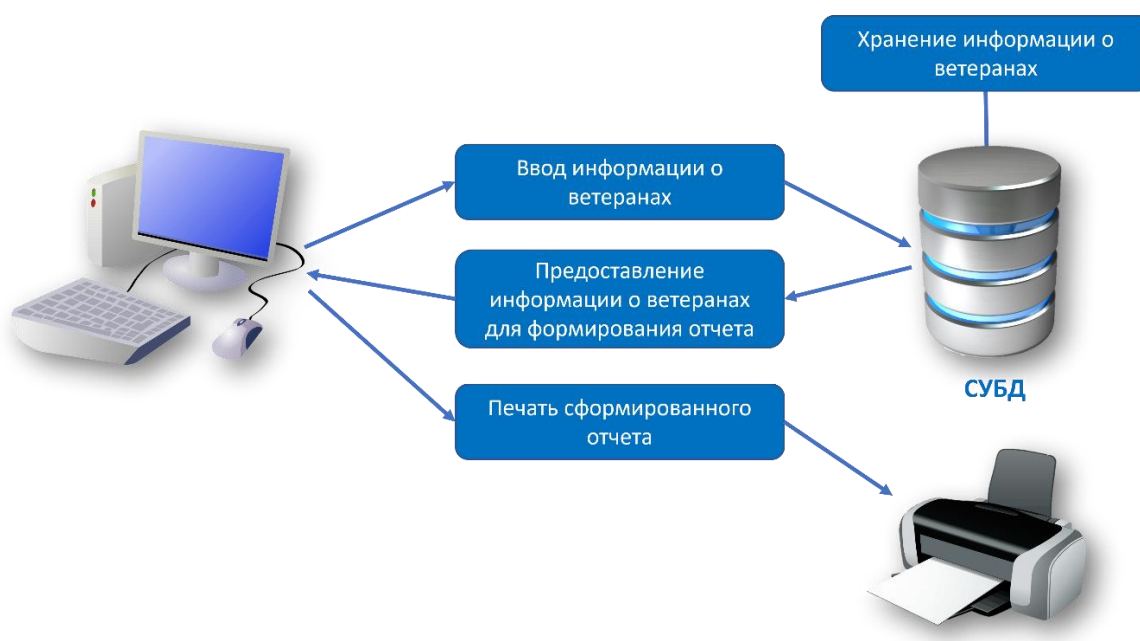 Хранение информации о
ветеранах
Ввод информации о
ветеранах
Предоставление
информации о ветеранах
для формирования отчета
СУБД
Печать сформированного
отчета